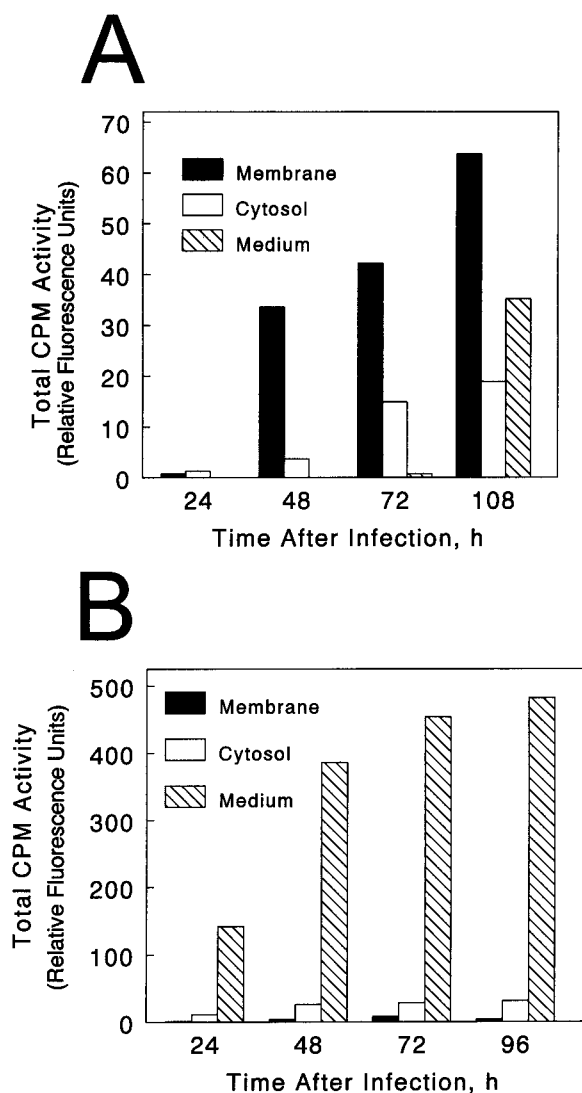 A
Total CPM Activity
(Relative Fluorescence Units)
70
60
50
40
30
20
10
0
Membrane
Cytosol
Medium
24 48 72 108
Time After Infection, h
B
Total CPM Activity
(Relative Fluorescence Units)
500
400
300
200
100
0
Membrane
Cytosol
Medium
24 48 72 96
Time After Infection, h